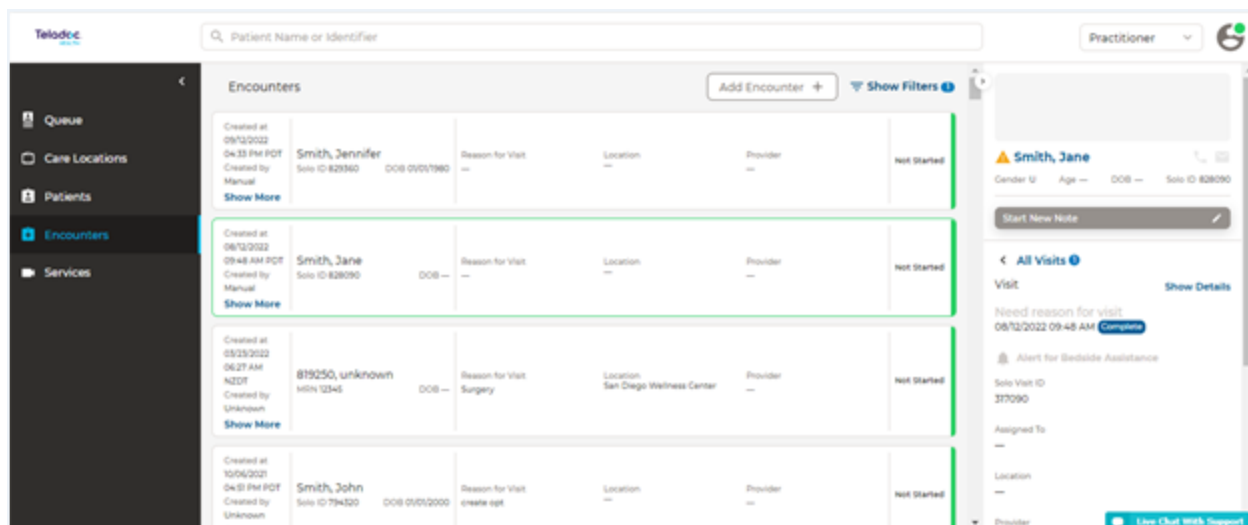 Teladoc
HEALTH
Patient Name or Identifier
Practitioner
Queue
Care Locations
Patients
Encounters
Services
Encounters
Add Encounter +
Show Filters 1
Created at
09/12/2022
04:33 PM PDT
Created by
Manual
Show More
Smith, Jennifer
Solo ID 829360 DOB 01/01/1980
Reason for Visit
—
Location
—
Provider
—
Not Started
Created at
08/12/2022
09:48 AM PDT
Created by
Manual
Show More
Smith, Jane
Solo ID 828090 DOB —
Reason for Visit
—
Location
—
Provider
—
Not Started
Created at
03/23/2022
06:27 AM
NZDT
Created by
Unknown
Show More
819250, unknown
MRN 12345 DOB —
Reason for Visit
Surgery
Location
San Diego Wellness Center
Provider
—
Not Started
Created at
10/06/2021
04:51 PM PDT
Created by
Unknown
Smith, John
Solo ID 794320 DOB 01/01/2000
Reason for Visit
create opt
Location
—
Provider
—
Not Started
Smith, Jane
Gender U Age — DOB — Solo ID 828090
Start New Note
All Visits 1
Visit
Show Details
Need reason for visit
08/12/2022 09:48 AM Complete
Alert for Bedside Assistance
Solo Visit ID
317090
Assigned To
—
Location
—
Provider
Live Chat With Support